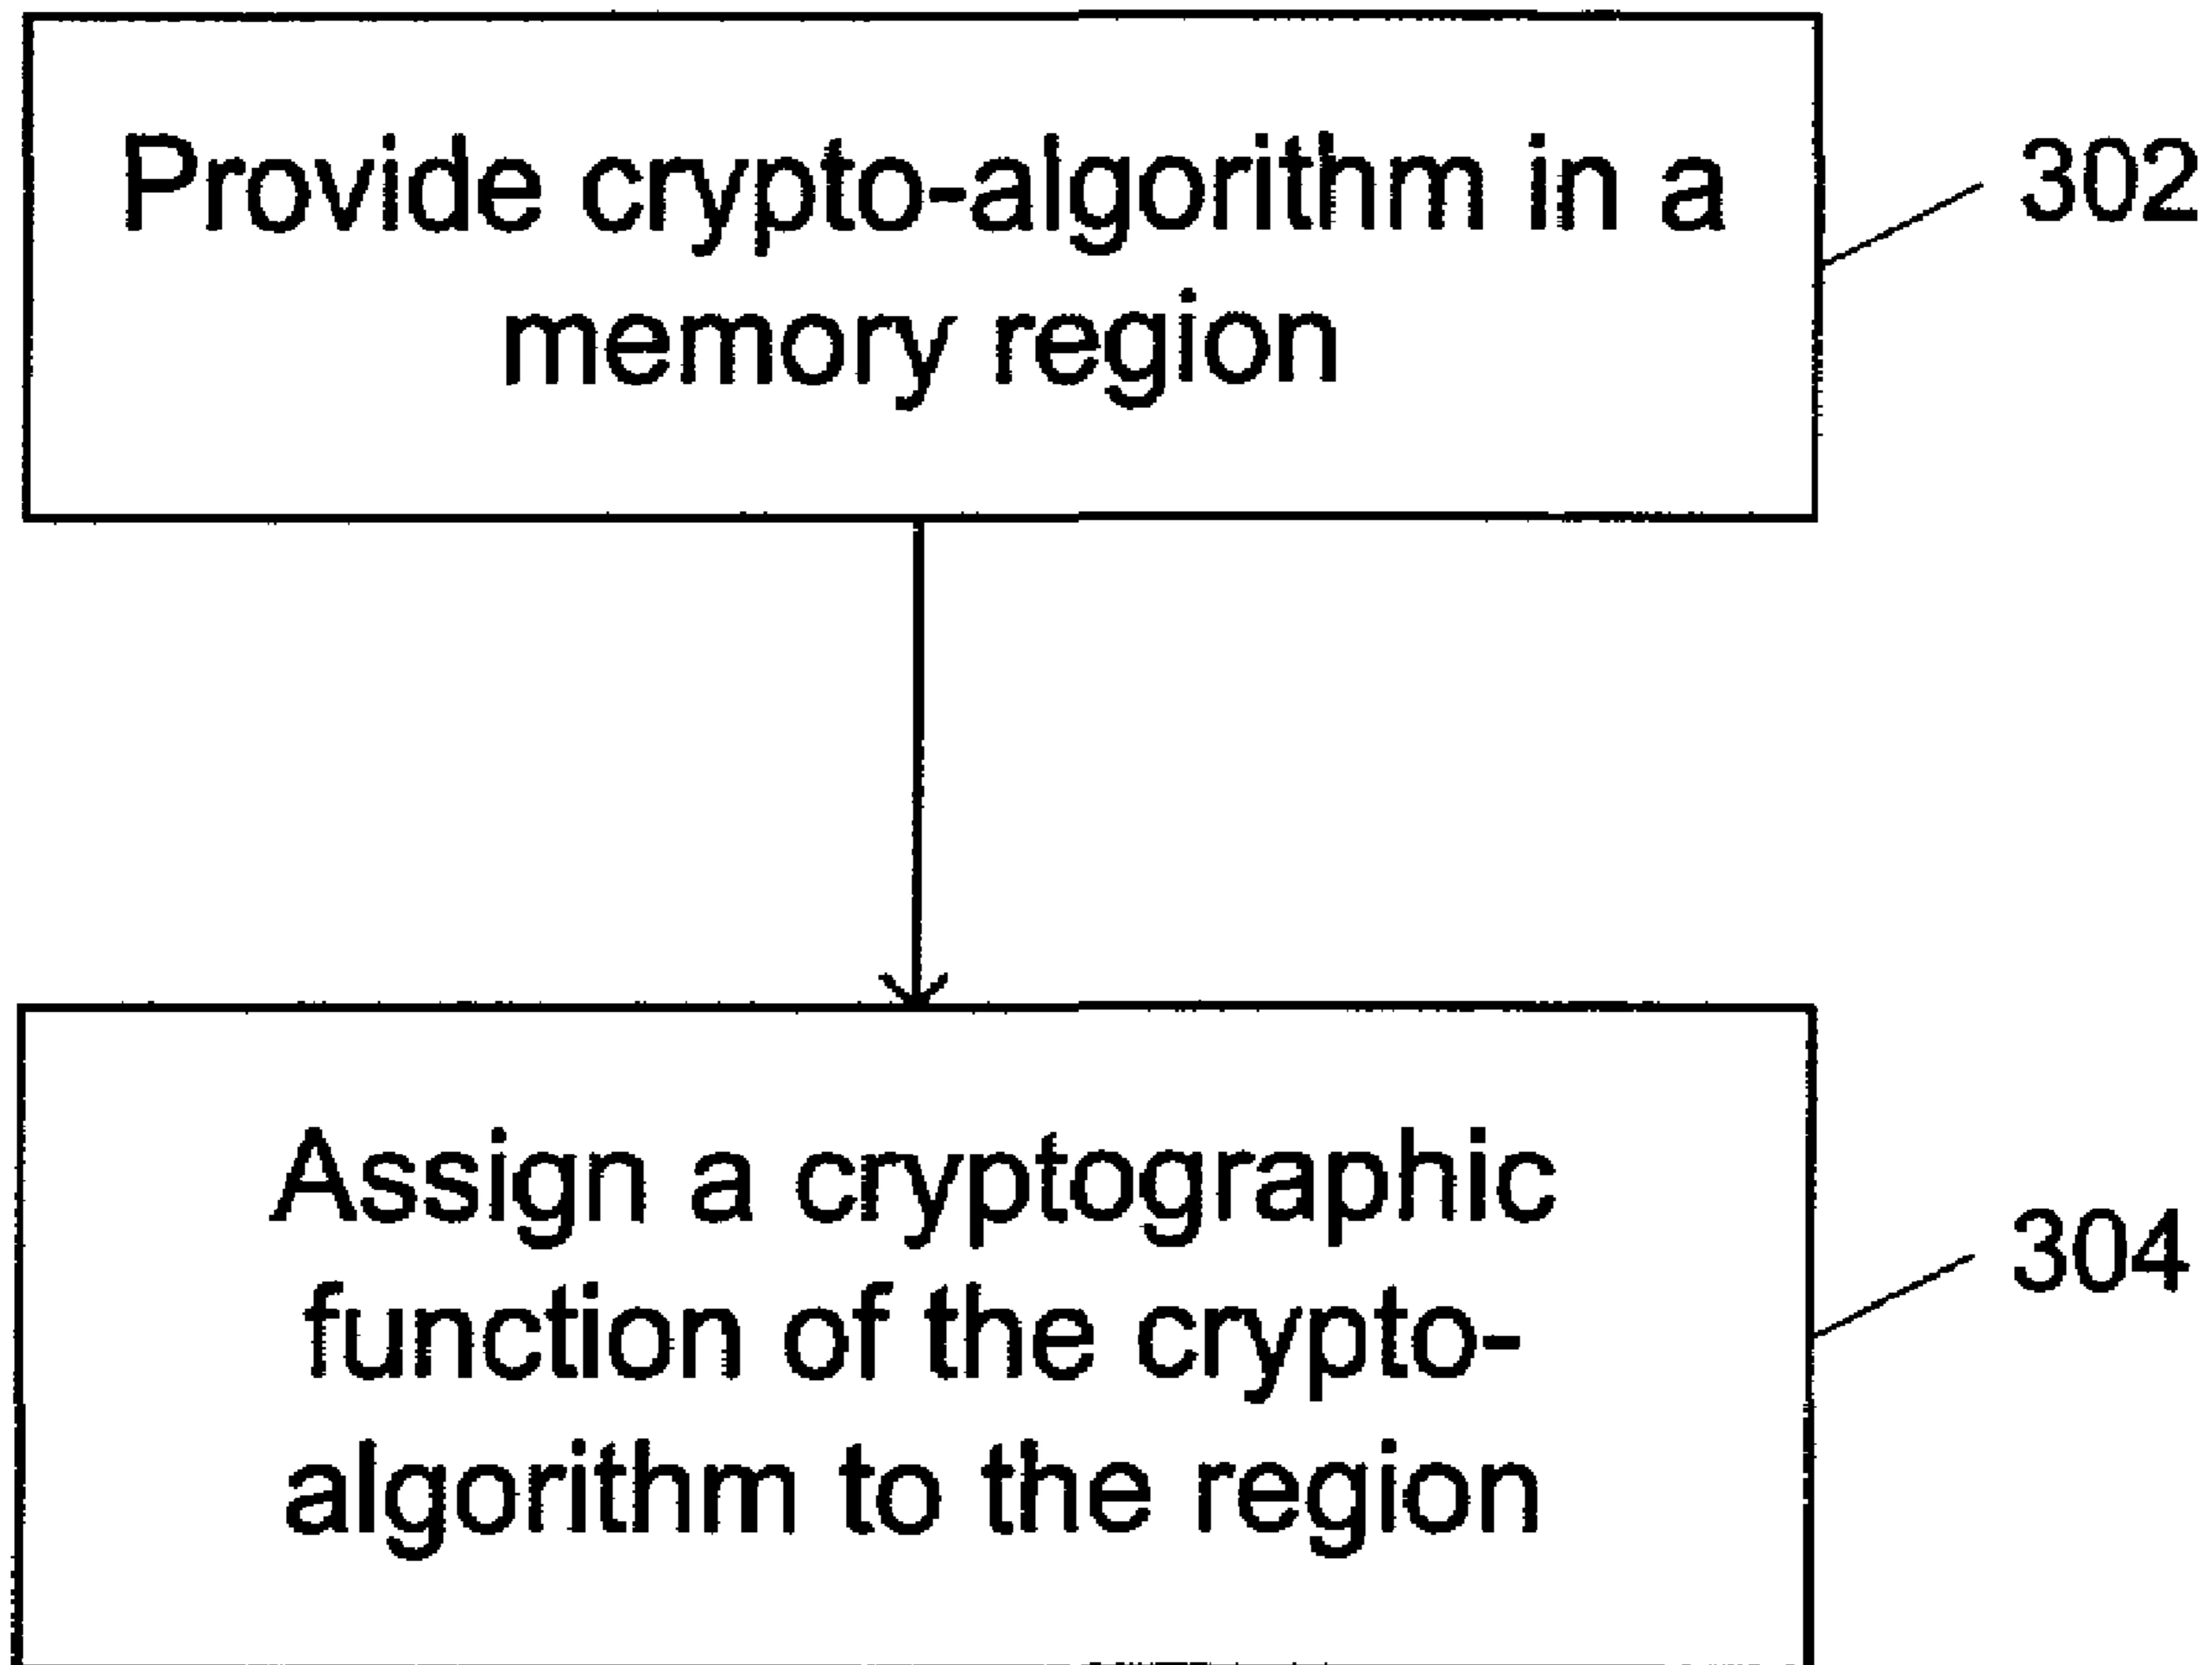 Provide crypto-algorithm in a
memory region
302
Assign a cryptographic
function of the crypto-
algorithm to the region
304